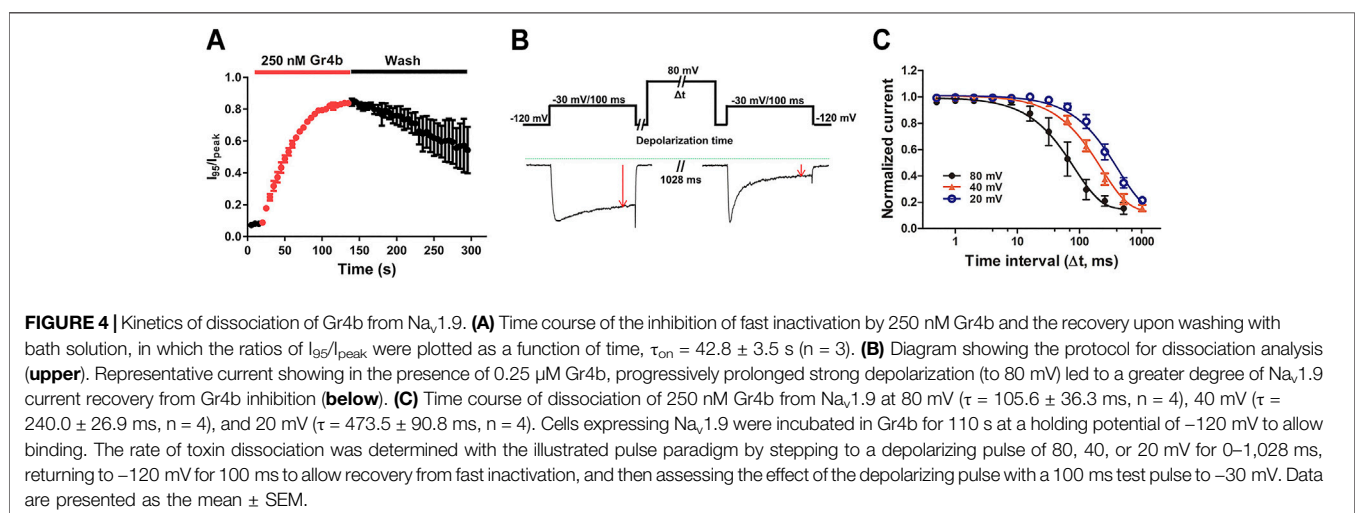 A
250 nM Gr4b
Wash
1.0
0.8
0.6
0.4
0.2
0.0
I95/Ipeak
0 50 100 150 200 250 300
Time (s)
B
80 mV
Δt
-30 mV/100 ms
-30 mV/100 ms
-120 mV
-120 mV
Depolarization time
1028 ms
C
1.2
1.0
0.8
0.6
0.4
0.2
0.0
Normalized current
80 mV
40 mV
20 mV
1 10 100 1000
Time interval (Δt, ms)
FIGURE 4 | Kinetics of dissociation of Gr4b from Nav1.9. (A) Time course of the inhibition of fast inactivation by 250 nM Gr4b and the recovery upon washing with
bath solution, in which the ratios of I95/Ipeak were plotted as a function of time, τon = 42.8 ± 3.5 s (n = 3). (B) Diagram showing the protocol for dissociation analysis
(upper). Representative current showing in the presence of 0.25 μM Gr4b, progressively prolonged strong depolarization (to 80 mV) led to a greater degree of Nav1.9
current recovery from Gr4b inhibition (below). (C) Time course of dissociation of 250 nM Gr4b from Nav1.9 at 80 mV (τ = 105.6 ± 36.3 ms, n = 4), 40 mV (τ =
240.0 ± 26.9 ms, n = 4), and 20 mV (τ = 473.5 ± 90.8 ms, n = 4). Cells expressing Nav1.9 were incubated in Gr4b for 110 s at a holding potential of −120 mV to allow
binding. The rate of toxin dissociation was determined with the illustrated pulse paradigm by stepping to a depolarizing pulse of 80, 40, or 20 mV for 0–1,028 ms,
returning to −120 mV for 100 ms to allow recovery from fast inactivation, and then assessing the effect of the depolarizing pulse with a 100 ms test pulse to −30 mV. Data
are presented as the mean ± SEM.